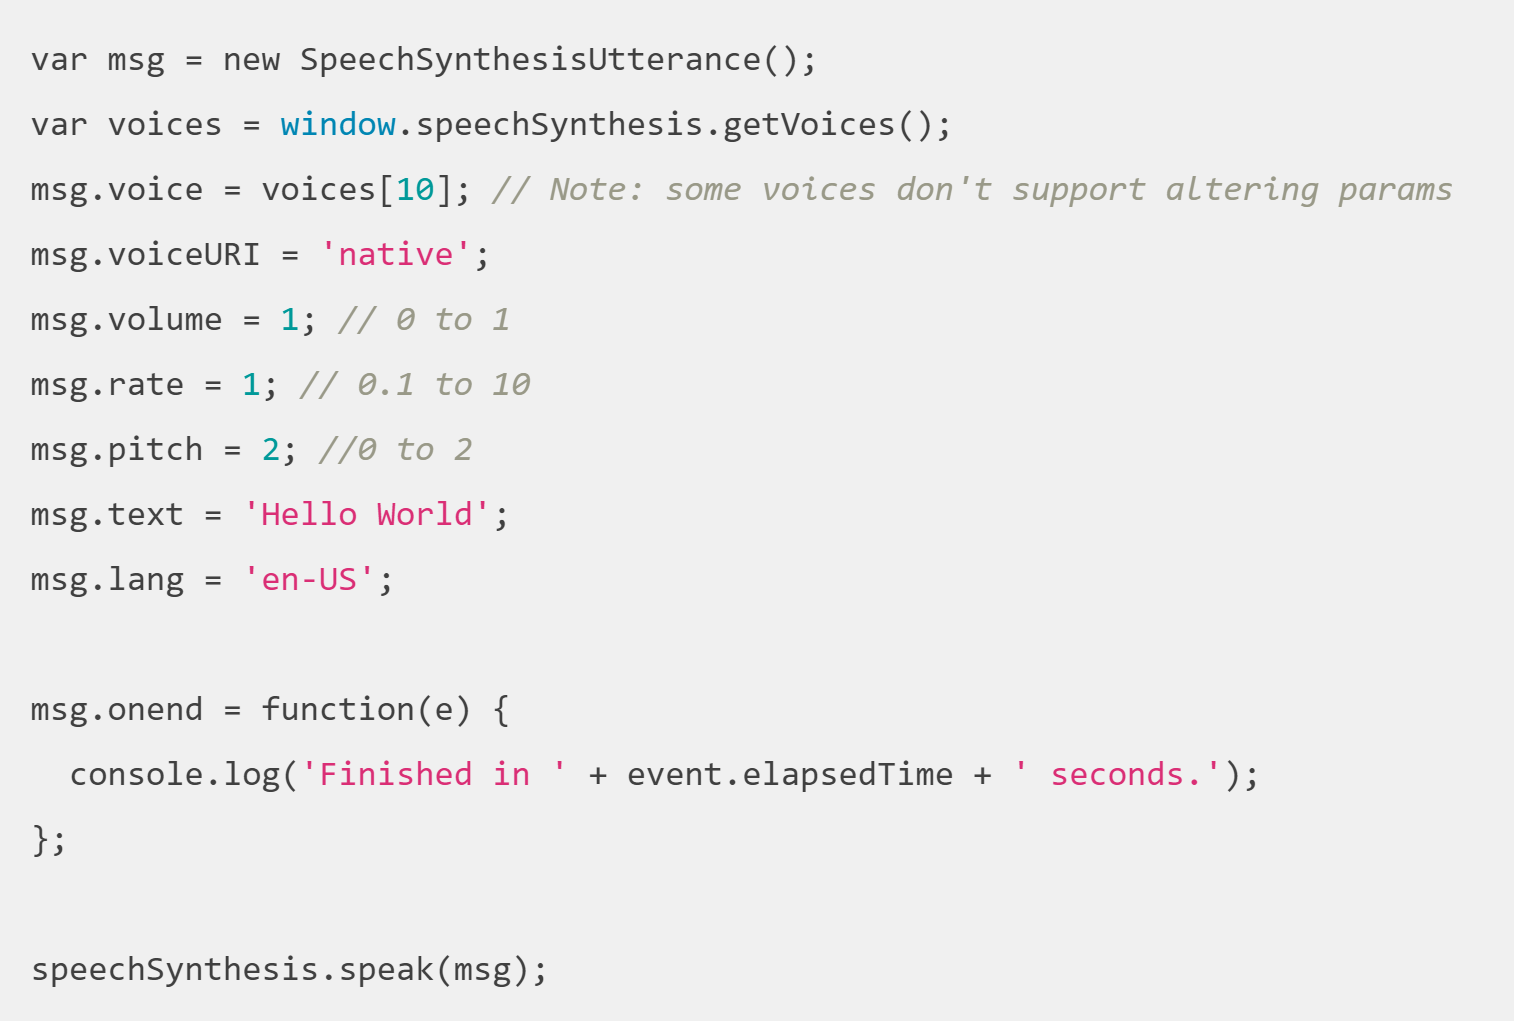 var msg = new SpeechSynthesisUtterance();
var voices = window.speechSynthesis.getVoices();
msg.voice = voices[10]; // Note: some voices don't support altering params
msg.voiceURI = 'native';
msg.volume = 1; // 0 to 1
msg.rate = 1; // 0.1 to 10
msg.pitch = 2; //0 to 2
msg.text = 'Hello World';
msg.lang = 'en-US';

msg.onend = function(e) {
  console.log('Finished in ' + event.elapsedTime + ' seconds.');
};

speechSynthesis.speak(msg);